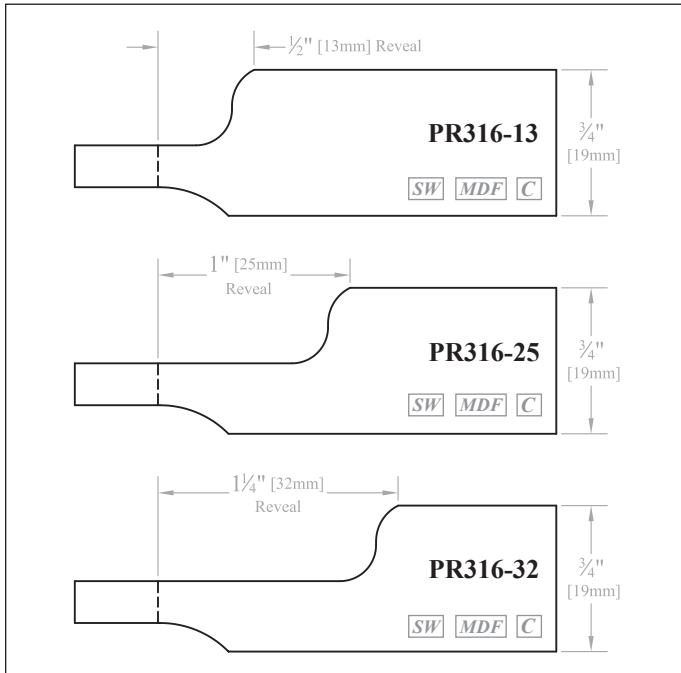 ½" [13mm] Reveal
PR316-13
¾"
[19mm]
SW MDF C
1" [25mm]
Reveal
PR316-25
¾"
[19mm]
SW MDF C
1¼" [32mm]
Reveal
PR316-32
¾"
[19mm]
SW MDF C